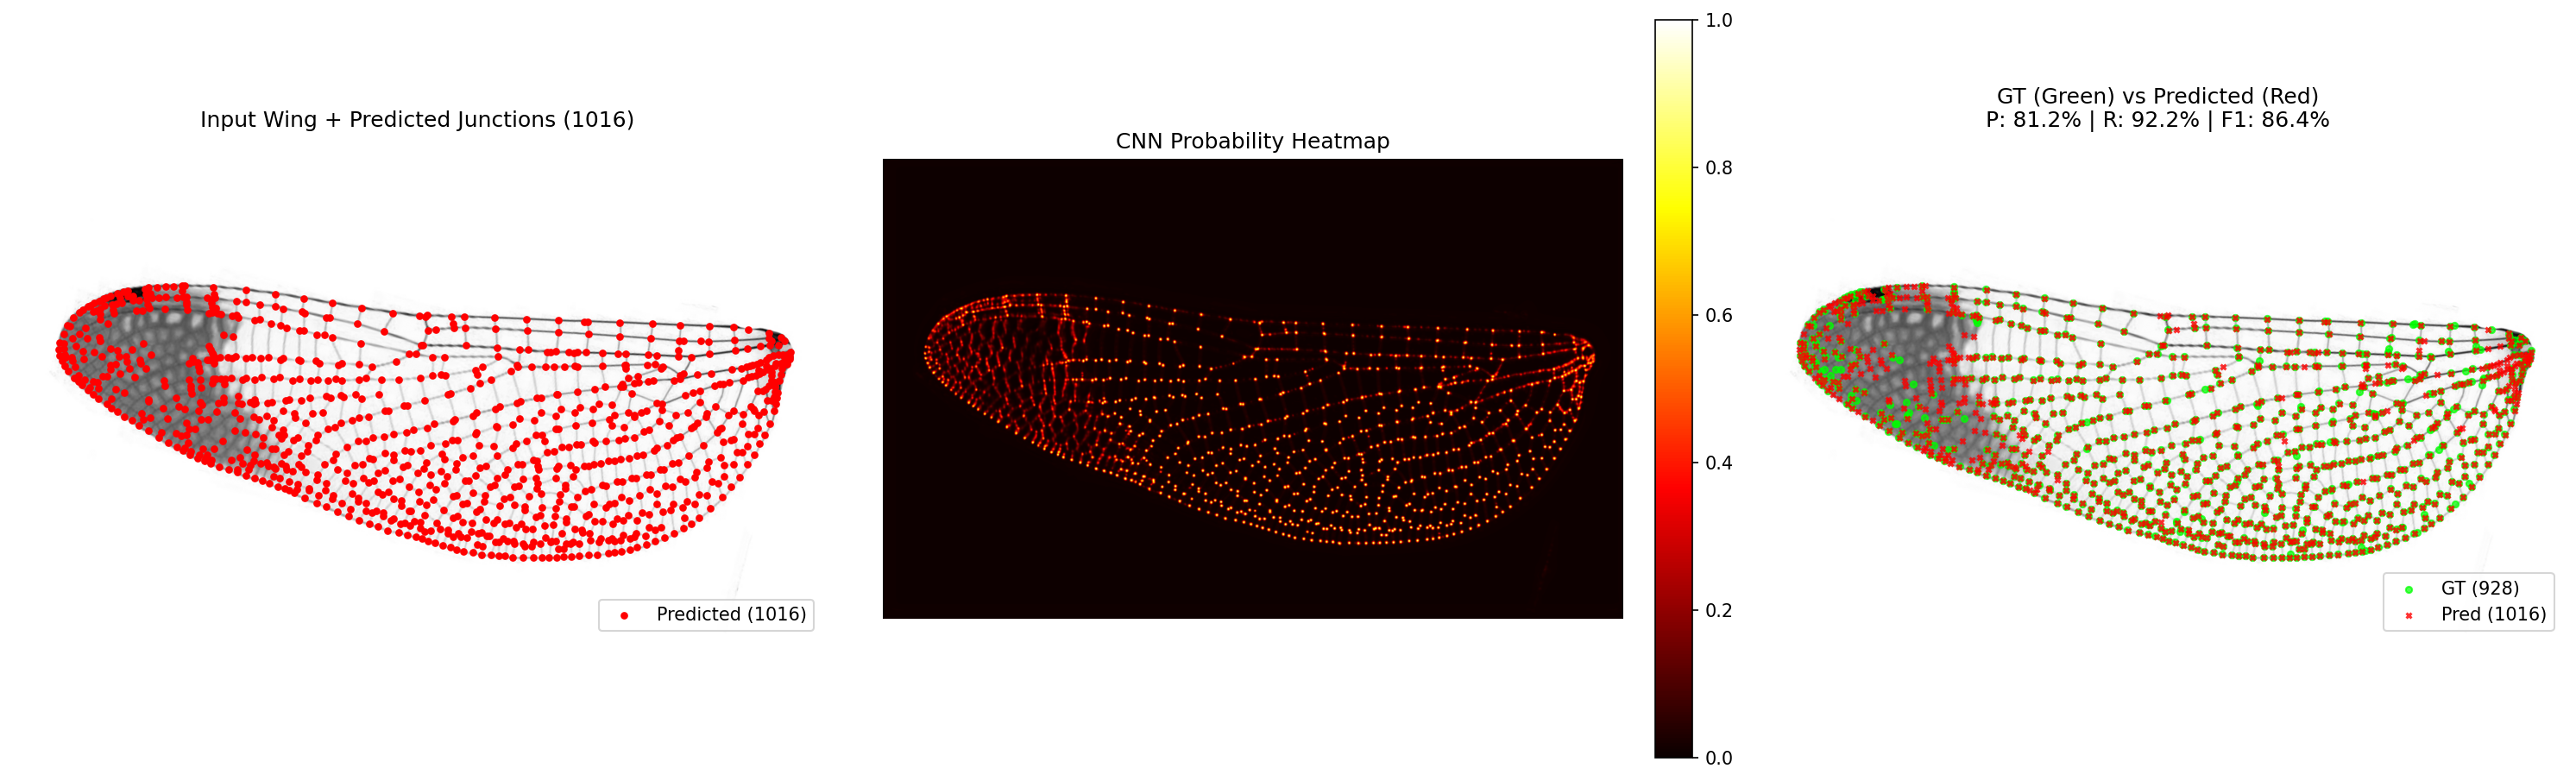 Input Wing + Predicted Junctions (1016)
Predicted (1016)
CNN Probability Heatmap
1.0
0.8
0.6
0.4
0.2
0.0
GT (Green) vs Predicted (Red)
P: 81.2% | R: 92.2% | F1: 86.4%
GT (928)
Pred (1016)